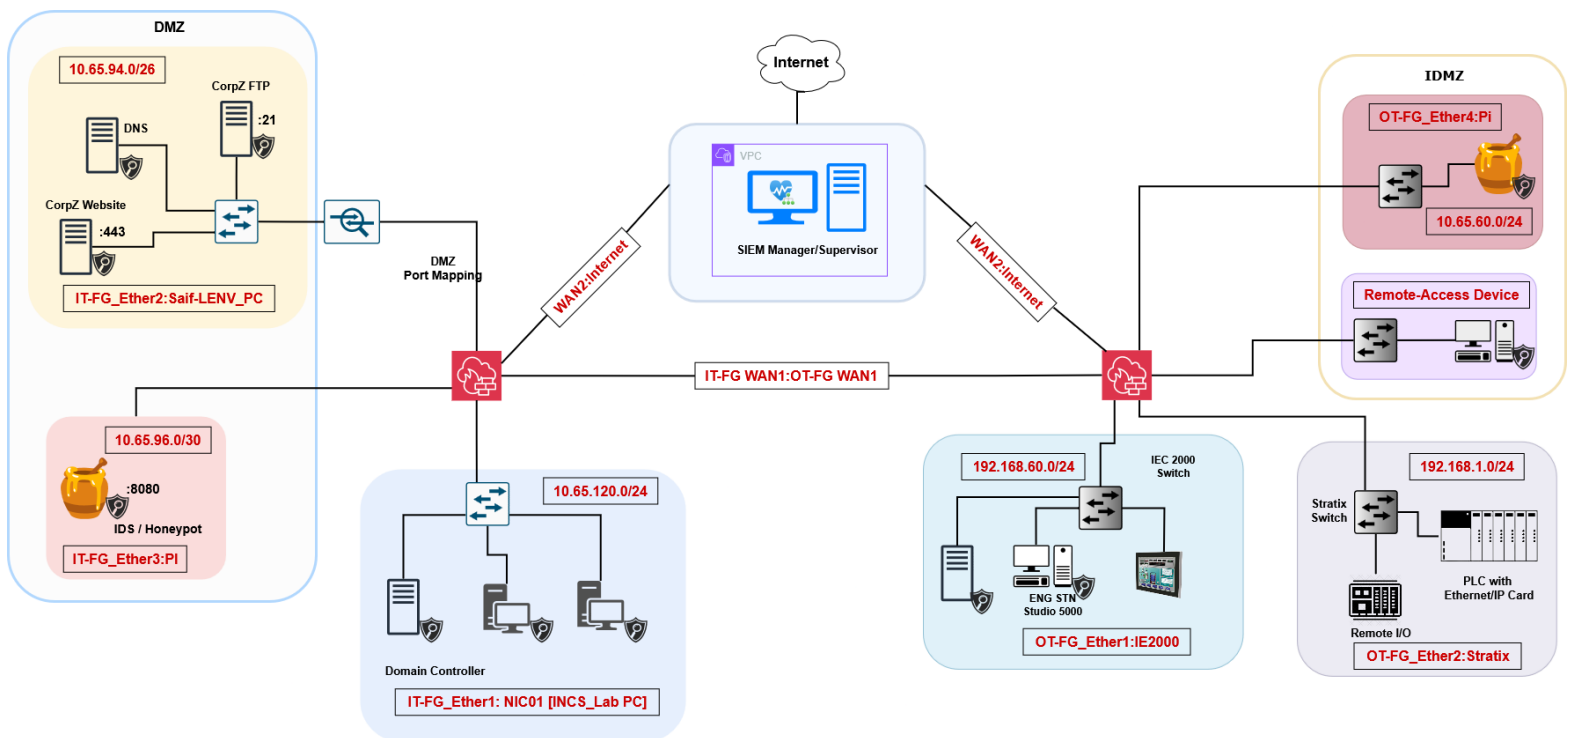 DMZ
10.65.94.0/26
CorpZ FTP
:21
DNS
CorpZ Website
:443
IT-FG_Ether2:Saif-LENV_PC
DMZ
Port Mapping
10.65.96.0/30
:8080
IDS / Honeypot
IT-FG_Ether3:PI
10.65.120.0/24
Domain Controller
IT-FG_Ether1: NIC01 [INCS_Lab PC]
Internet
VPC
SIEM Manager/Supervisor
WAN2:Internet
WAN2:Internet
IT-FG WAN1:OT-FG WAN1
IDMZ
OT-FG_Ether4:Pi
10.65.60.0/24
Remote-Access Device
192.168.60.0/24
IEC 2000
Switch
ENG STN
Studio 5000
OT-FG_Ether1:IE2000
192.168.1.0/24
Stratix
Switch
PLC with
Ethernet/IP Card
Remote I/O
OT-FG_Ether2:Stratix